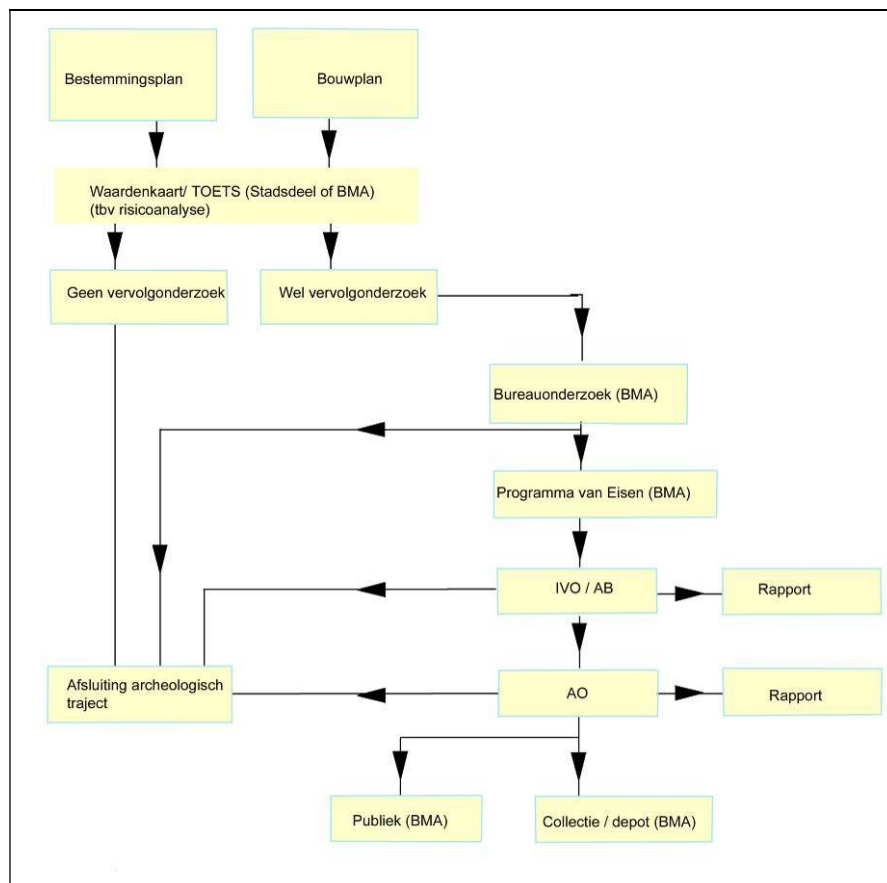 Bestemmingsplan
Bouwplan
Waardenkaart/ TOETS (Stadsdeel of BMA)
(tbv risicoanalyse)
Geen vervolgonderzoek
Wel vervolgonderzoek
Bureauonderzoek (BMA)
Programma van Eisen (BMA)
IVO / AB
Rapport
Afsluiting archeologisch
traject
AO
Rapport
Publiek (BMA)
Collectie / depot (BMA)